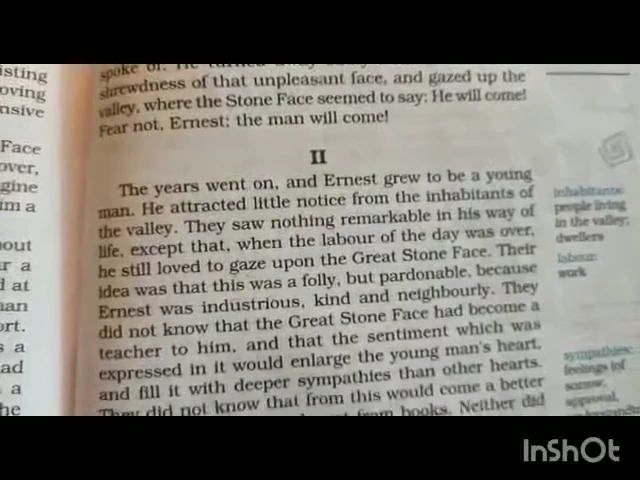 isting
oving
nsive
Face
over,
gine
im a
out
r a
d at
nan
ort.
s a
ad
a
he
spoke of. He turned away
shrewdness of that unpleasant face, and gazed up the
valley, where the Stone Face seemed to say: He will come!
Fear not, Ernest; the man will come!
II
The years went on, and Ernest grew to be a young
man. He attracted little notice from the inhabitants of
the valley. They saw nothing remarkable in his way of
life, except that, when the labour of the day was over,
he still loved to gaze upon the Great Stone Face. Their
idea was that this was a folly, but pardonable, because
Ernest was industrious, kind and neighbourly. They
did not know that the Great Stone Face had become a
teacher to him, and that the sentiment which was
expressed in it would enlarge the young man's heart,
and fill it with deeper sympathies than other hearts.
They did not know that from this would come a better
from books. Neither did
inhabitants:
people living
in the valley;
dwellers
labour:
work
sympathies:
feelings (of
sorrow,
approval,
InShOt